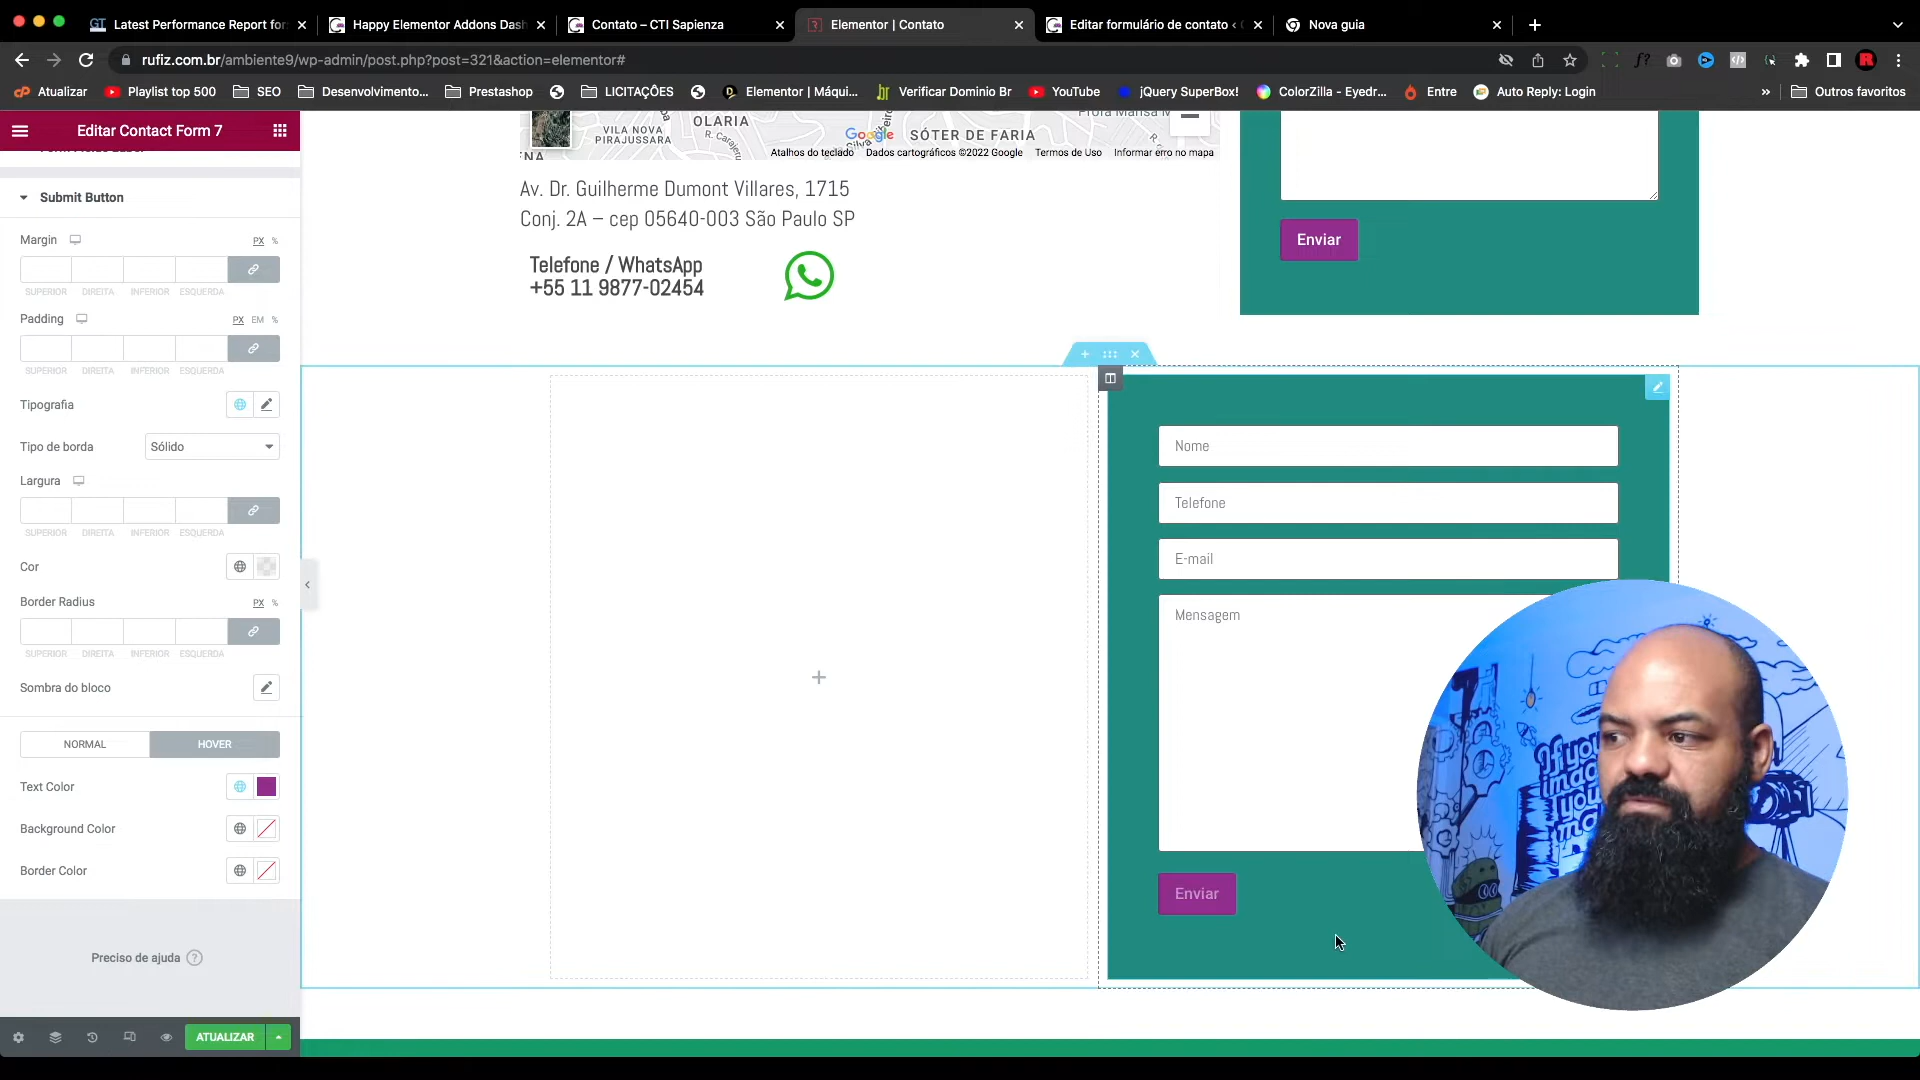 Latest Performance Report for
Happy Elementor Addons Dash
Contato – CTI Sapienza
Elementor | Contato
Editar formulário de contato ‹
Nova guia
rufiz.com.br/ambiente9/wp-admin/post.php?post=321&action=elementor#
Atualizar
Playlist top 500
SEO
Desenvolvimento...
Prestashop
LICITAÇÕES
Elementor | Máqui...
Verificar Dominio Br
YouTube
jQuery SuperBox!
ColorZilla - Eyedr...
Entre
Auto Reply: Login
»
Outros favoritos
Editar Contact Form 7
Submit Button
Margin
PX %
SUPERIOR DIREITA INFERIOR ESQUERDA
Padding
PX EM %
SUPERIOR DIREITA INFERIOR ESQUERDA
Tipografia
Tipo de borda
Sólido
Largura
SUPERIOR DIREITA INFERIOR ESQUERDA
Cor
Border Radius
PX %
SUPERIOR DIREITA INFERIOR ESQUERDA
Sombra do bloco
NORMAL
HOVER
Text Color
Background Color
Border Color
Preciso de ajuda
ATUALIZAR
OLARIA
VILA NOVA
PIRAJUSSARA
Google
SÓTER DE FARIA
Atalhos do teclado
Dados cartográficos ©2022 Google
Termos de Uso
Informar erro no mapa
Av. Dr. Guilherme Dumont Villares, 1715
Conj. 2A – cep 05640-003 São Paulo SP
Telefone / WhatsApp
+55 11 9877-02454
Enviar
Nome
Telefone
E-mail
Mensagem
Enviar
If you
imag
you
ma